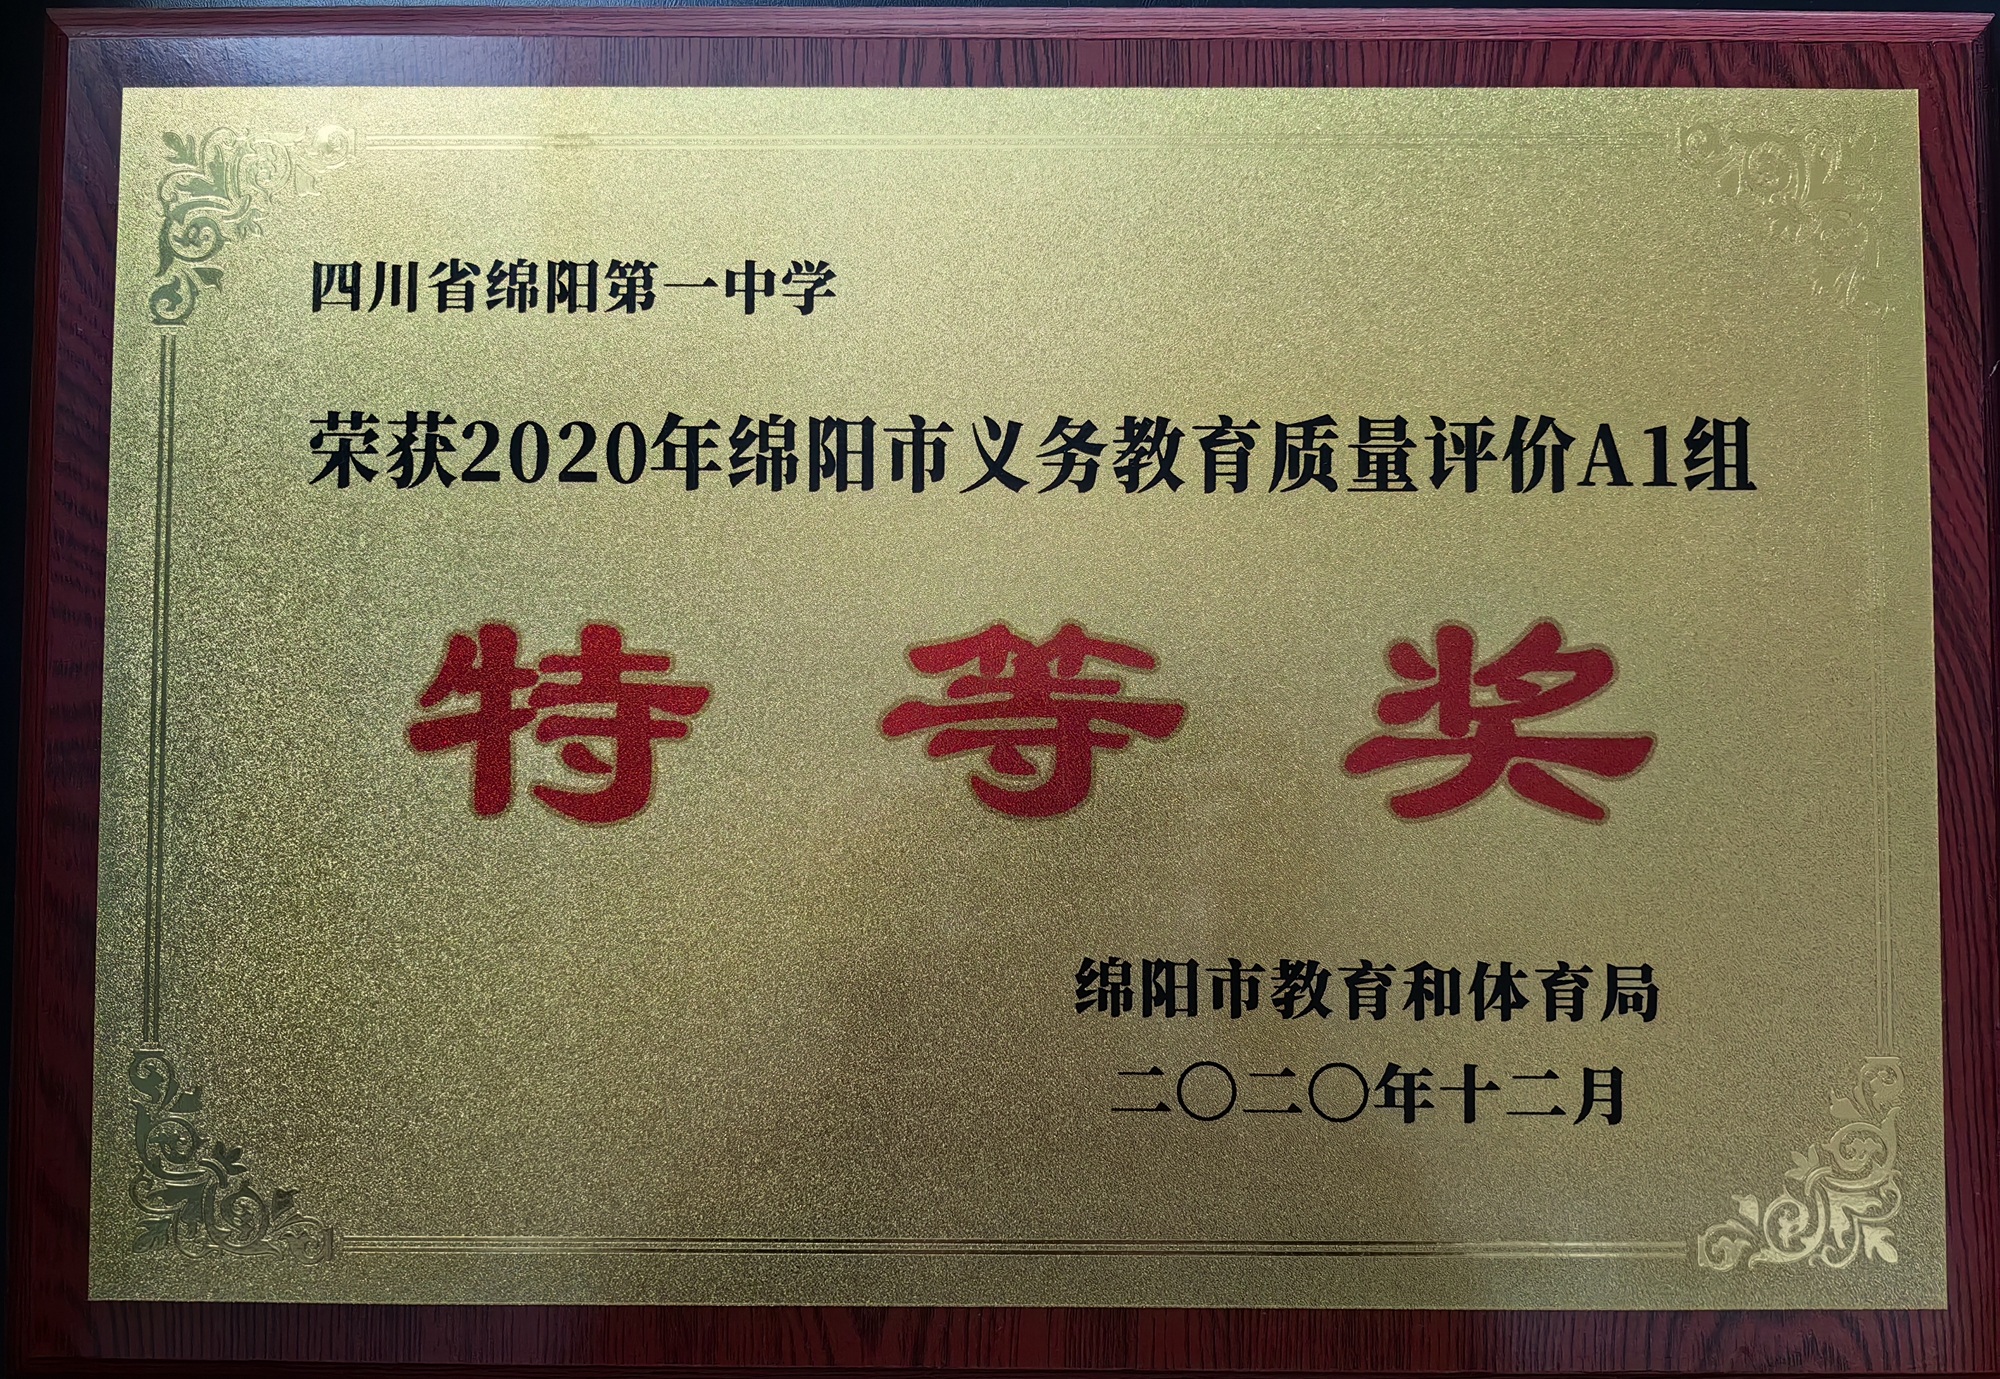 四川省绵阳第一中学
荣获2020年绵阳市义务教育质量评价A1组
特等奖
绵阳市教育和体育局
二〇二〇年十二月